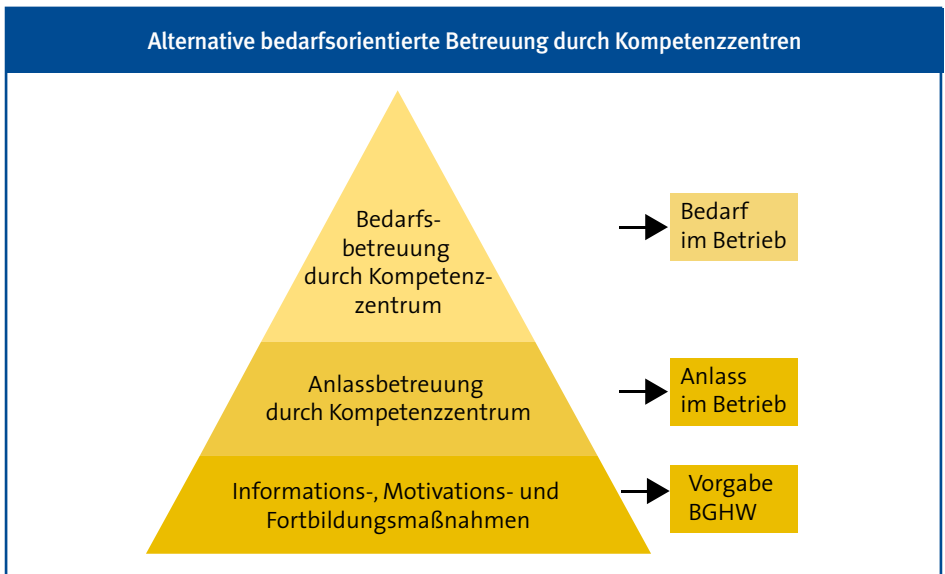 Alternative bedarfsorientierte Betreuung durch Kompetenzzentren
Bedarfs-
betreuung
durch Kompetenz-
zentrum
Bedarf
im Betrieb
Anlassbetreuung
durch Kompetenzzentrum
Anlass
im Betrieb
Informations-, Motivations- und
Fortbildungsmaßnahmen
Vorgabe
BGHW